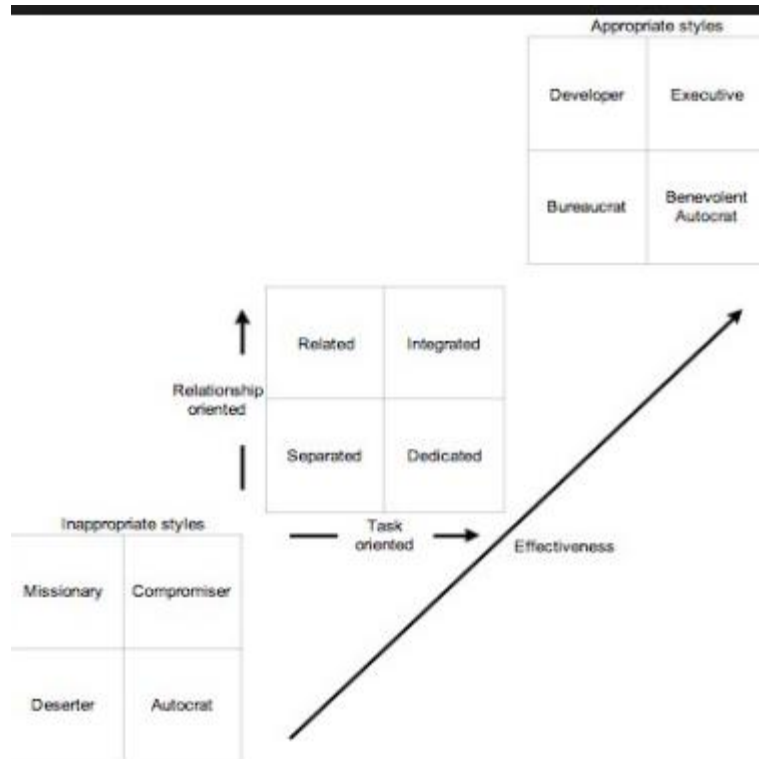 Appropriate styles
Developer
Executive
Bureaucrat
Benevolent
Autocrat
Related
Integrated
Relationship
oriented
Separated
Dedicated
Task
oriented
Effectiveness
Inappropriate styles
Missionary
Compromiser
Deserter
Autocrat